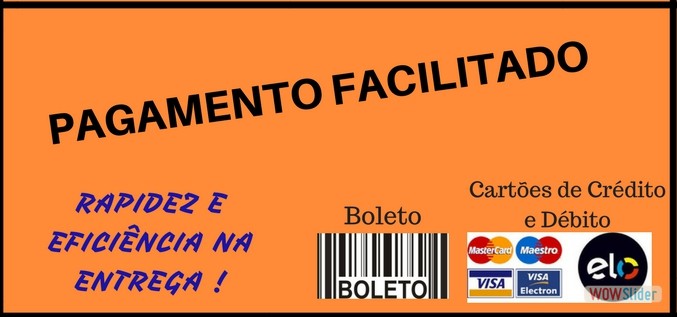 PAGAMENTO FACILITADO
RAPIDEZ E
EFICIÊNCIA NA
ENTREGA !
Boleto
BOLETO
Cartões de Crédito
e Débito
MasterCard
Maestro
VISA
VISA
Electron
elo
WOWSlider